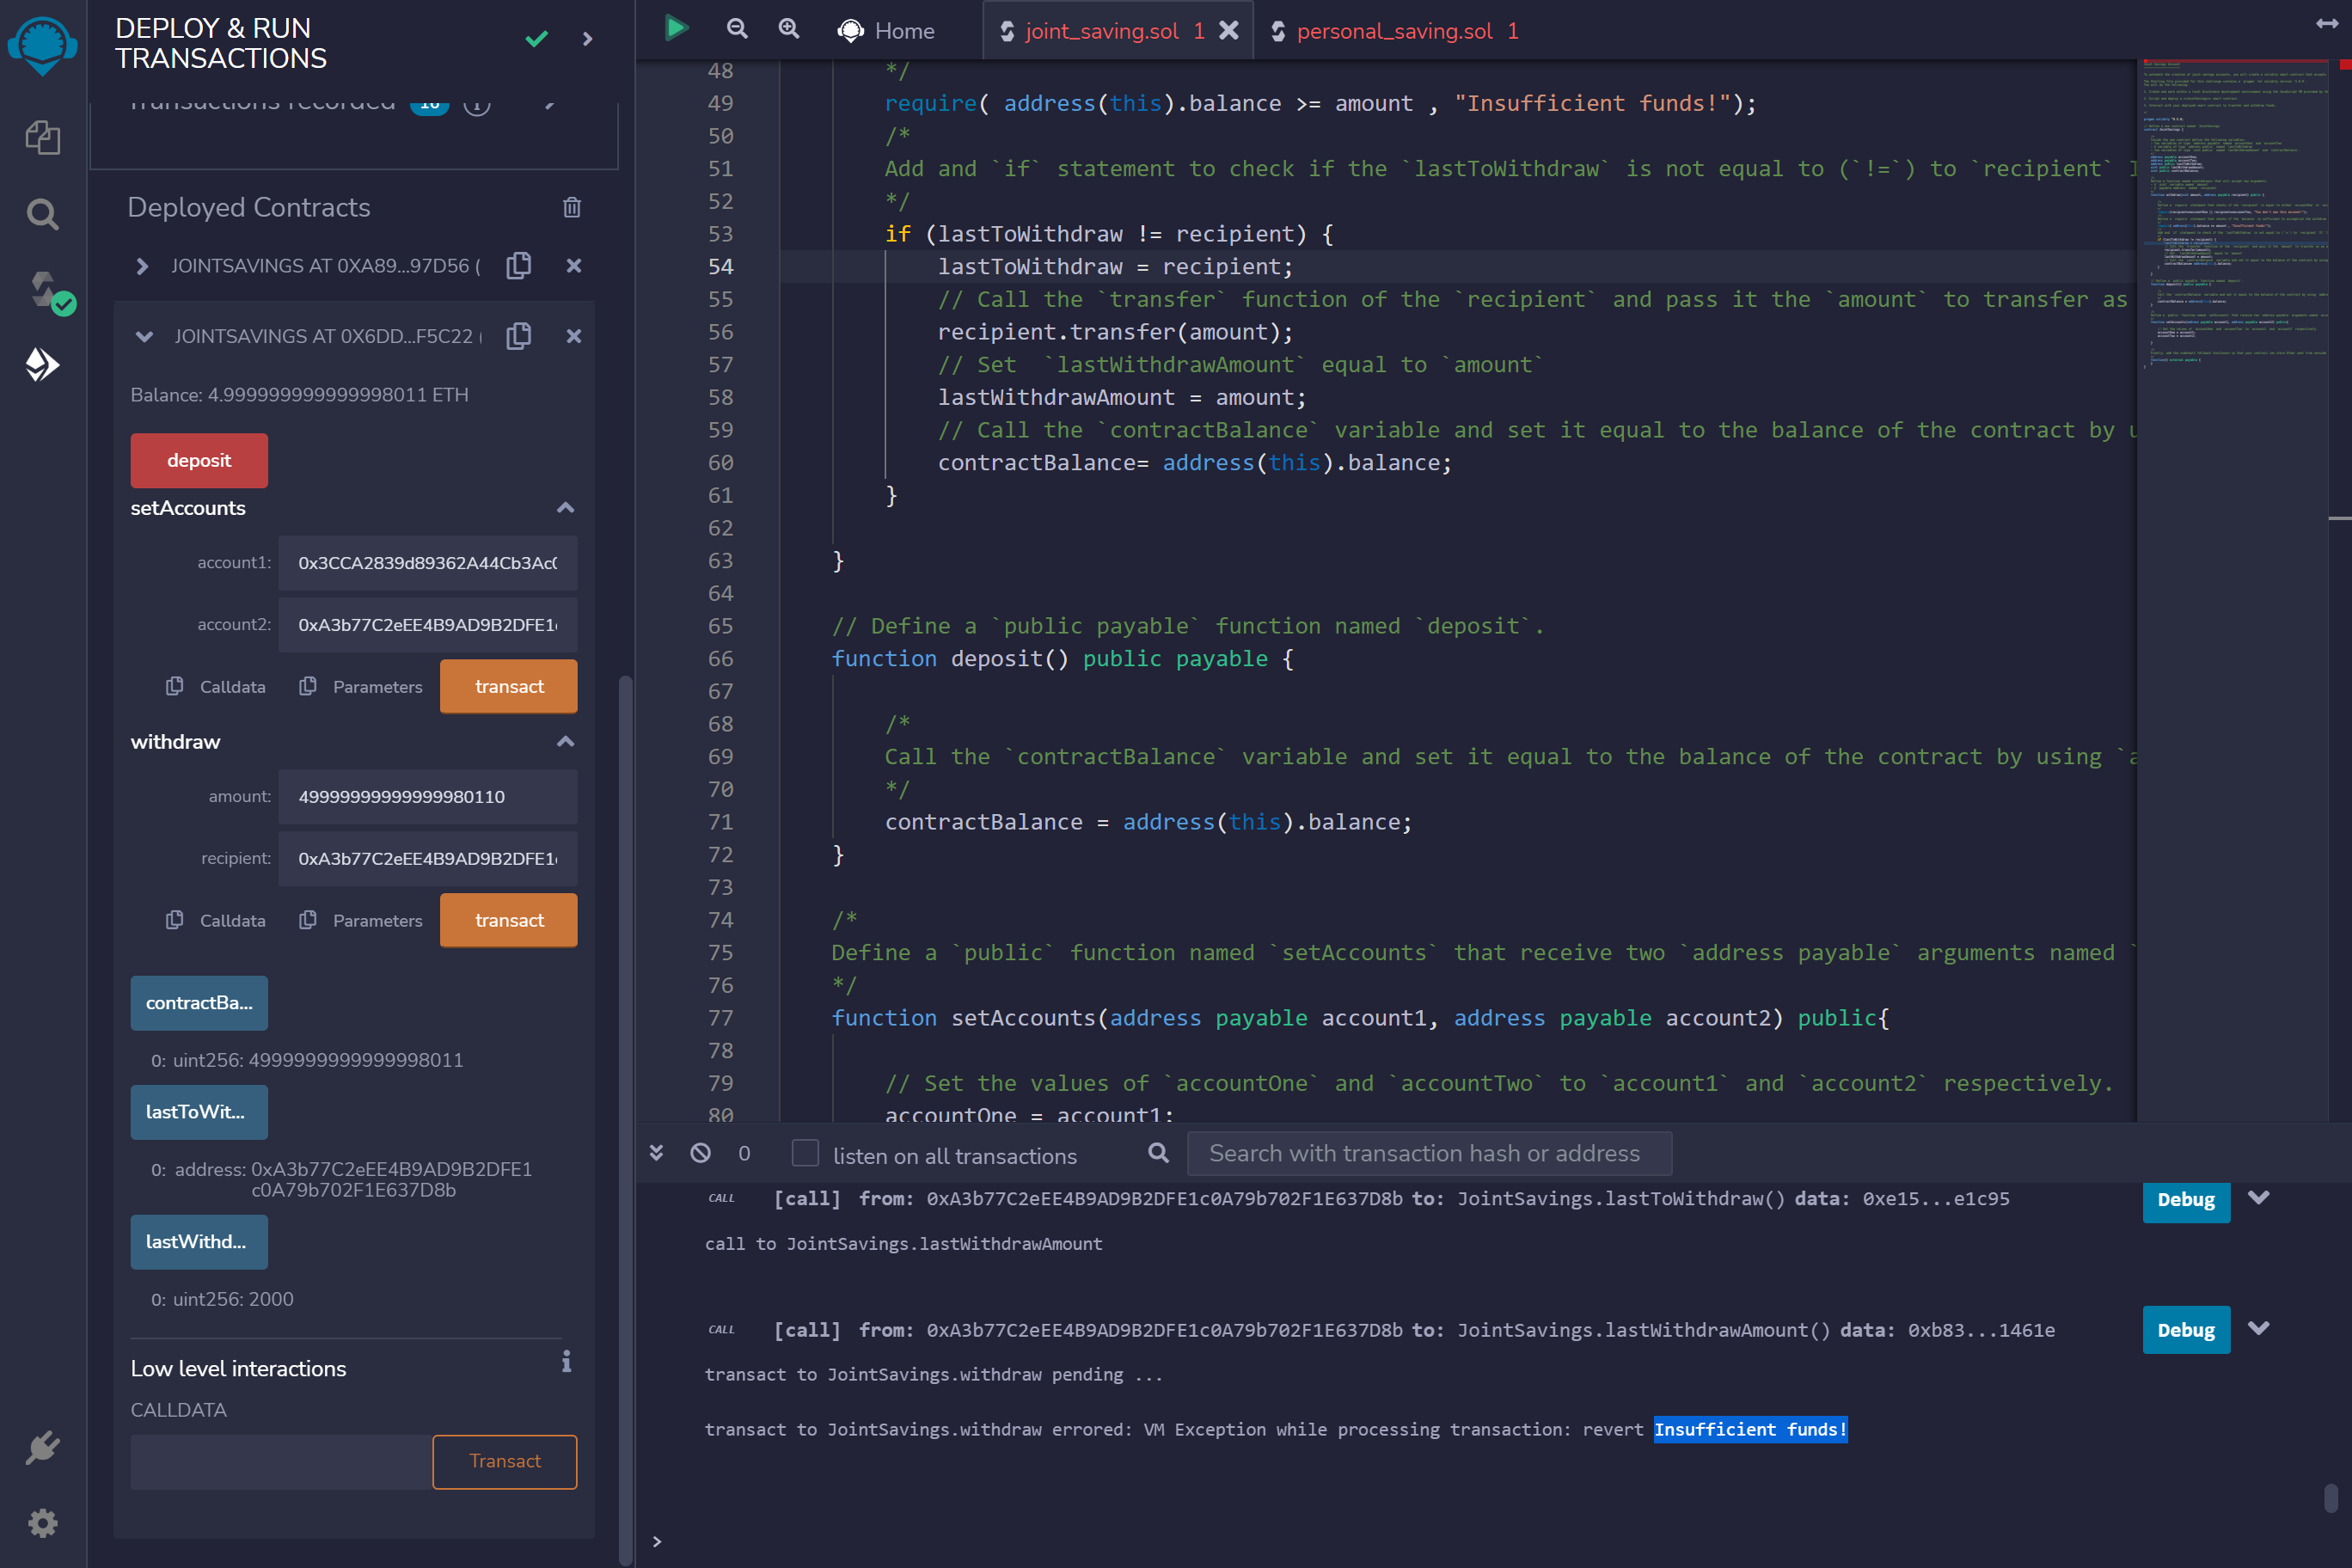 DEPLOY & RUN
TRANSACTIONS
Transactions recorded 16 i
Deployed Contracts
JOINTSAVINGS AT 0XA89...97D56 (
JOINTSAVINGS AT 0X6DD...F5C22 (
Balance: 4.999999999999998011 ETH
deposit
setAccounts
account1: 0x3CCA2839d89362A44Cb3Ac0
account2: 0xA3b77C2eEE4B9AD9B2DFE1
Calldata Parameters transact
withdraw
amount: 49999999999999980110
recipient: 0xA3b77C2eEE4B9AD9B2DFE1
Calldata Parameters transact
contractBa...
0: uint256: 4999999999999998011
lastToWit...
0: address: 0xA3b77C2eEE4B9AD9B2DFE1
c0A79b702F1E637D8b
lastWithd...
0: uint256: 2000
Low level interactions i
CALLDATA
Transact
Home joint_saving.sol 1 personal_saving.sol 1
48 */
49 require( address(this).balance >= amount , "Insufficient funds!");
50 /*
51 Add and `if` statement to check if the `lastToWithdraw` is not equal to (`!=`) to `recipient` I
52 */
53 if (lastToWithdraw != recipient) {
54 lastToWithdraw = recipient;
55 // Call the `transfer` function of the `recipient` and pass it the `amount` to transfer as
56 recipient.transfer(amount);
57 // Set  `lastWithdrawAmount` equal to `amount`
58 lastWithdrawAmount = amount;
59 // Call the `contractBalance` variable and set it equal to the balance of the contract by u
60 contractBalance= address(this).balance;
61 }
62
63 }
64
65 // Define a `public payable` function named `deposit`.
66 function deposit() public payable {
67
68 /*
69 Call the `contractBalance` variable and set it equal to the balance of the contract by using `a
70 */
71 contractBalance = address(this).balance;
72 }
73
74 /*
75 Define a `public` function named `setAccounts` that receive two `address payable` arguments named `
76 */
77 function setAccounts(address payable account1, address payable account2) public{
78
79 // Set the values of `accountOne` and `accountTwo` to `account1` and `account2` respectively.
80 accountOne = account1;
0 listen on all transactions Search with transaction hash or address
CALL [call] from: 0xA3b77C2eEE4B9AD9B2DFE1c0A79b702F1E637D8b to: JointSavings.lastToWithdraw() data: 0xe15...e1c95 Debug
call to JointSavings.lastWithdrawAmount
CALL [call] from: 0xA3b77C2eEE4B9AD9B2DFE1c0A79b702F1E637D8b to: JointSavings.lastWithdrawAmount() data: 0xb83...1461e Debug
transact to JointSavings.withdraw pending ...
transact to JointSavings.withdraw errored: VM Exception while processing transaction: revert Insufficient funds!
>